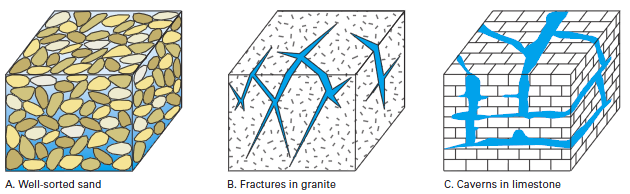 A. Well-sorted sand
B. Fractures in granite
C. Caverns in limestone